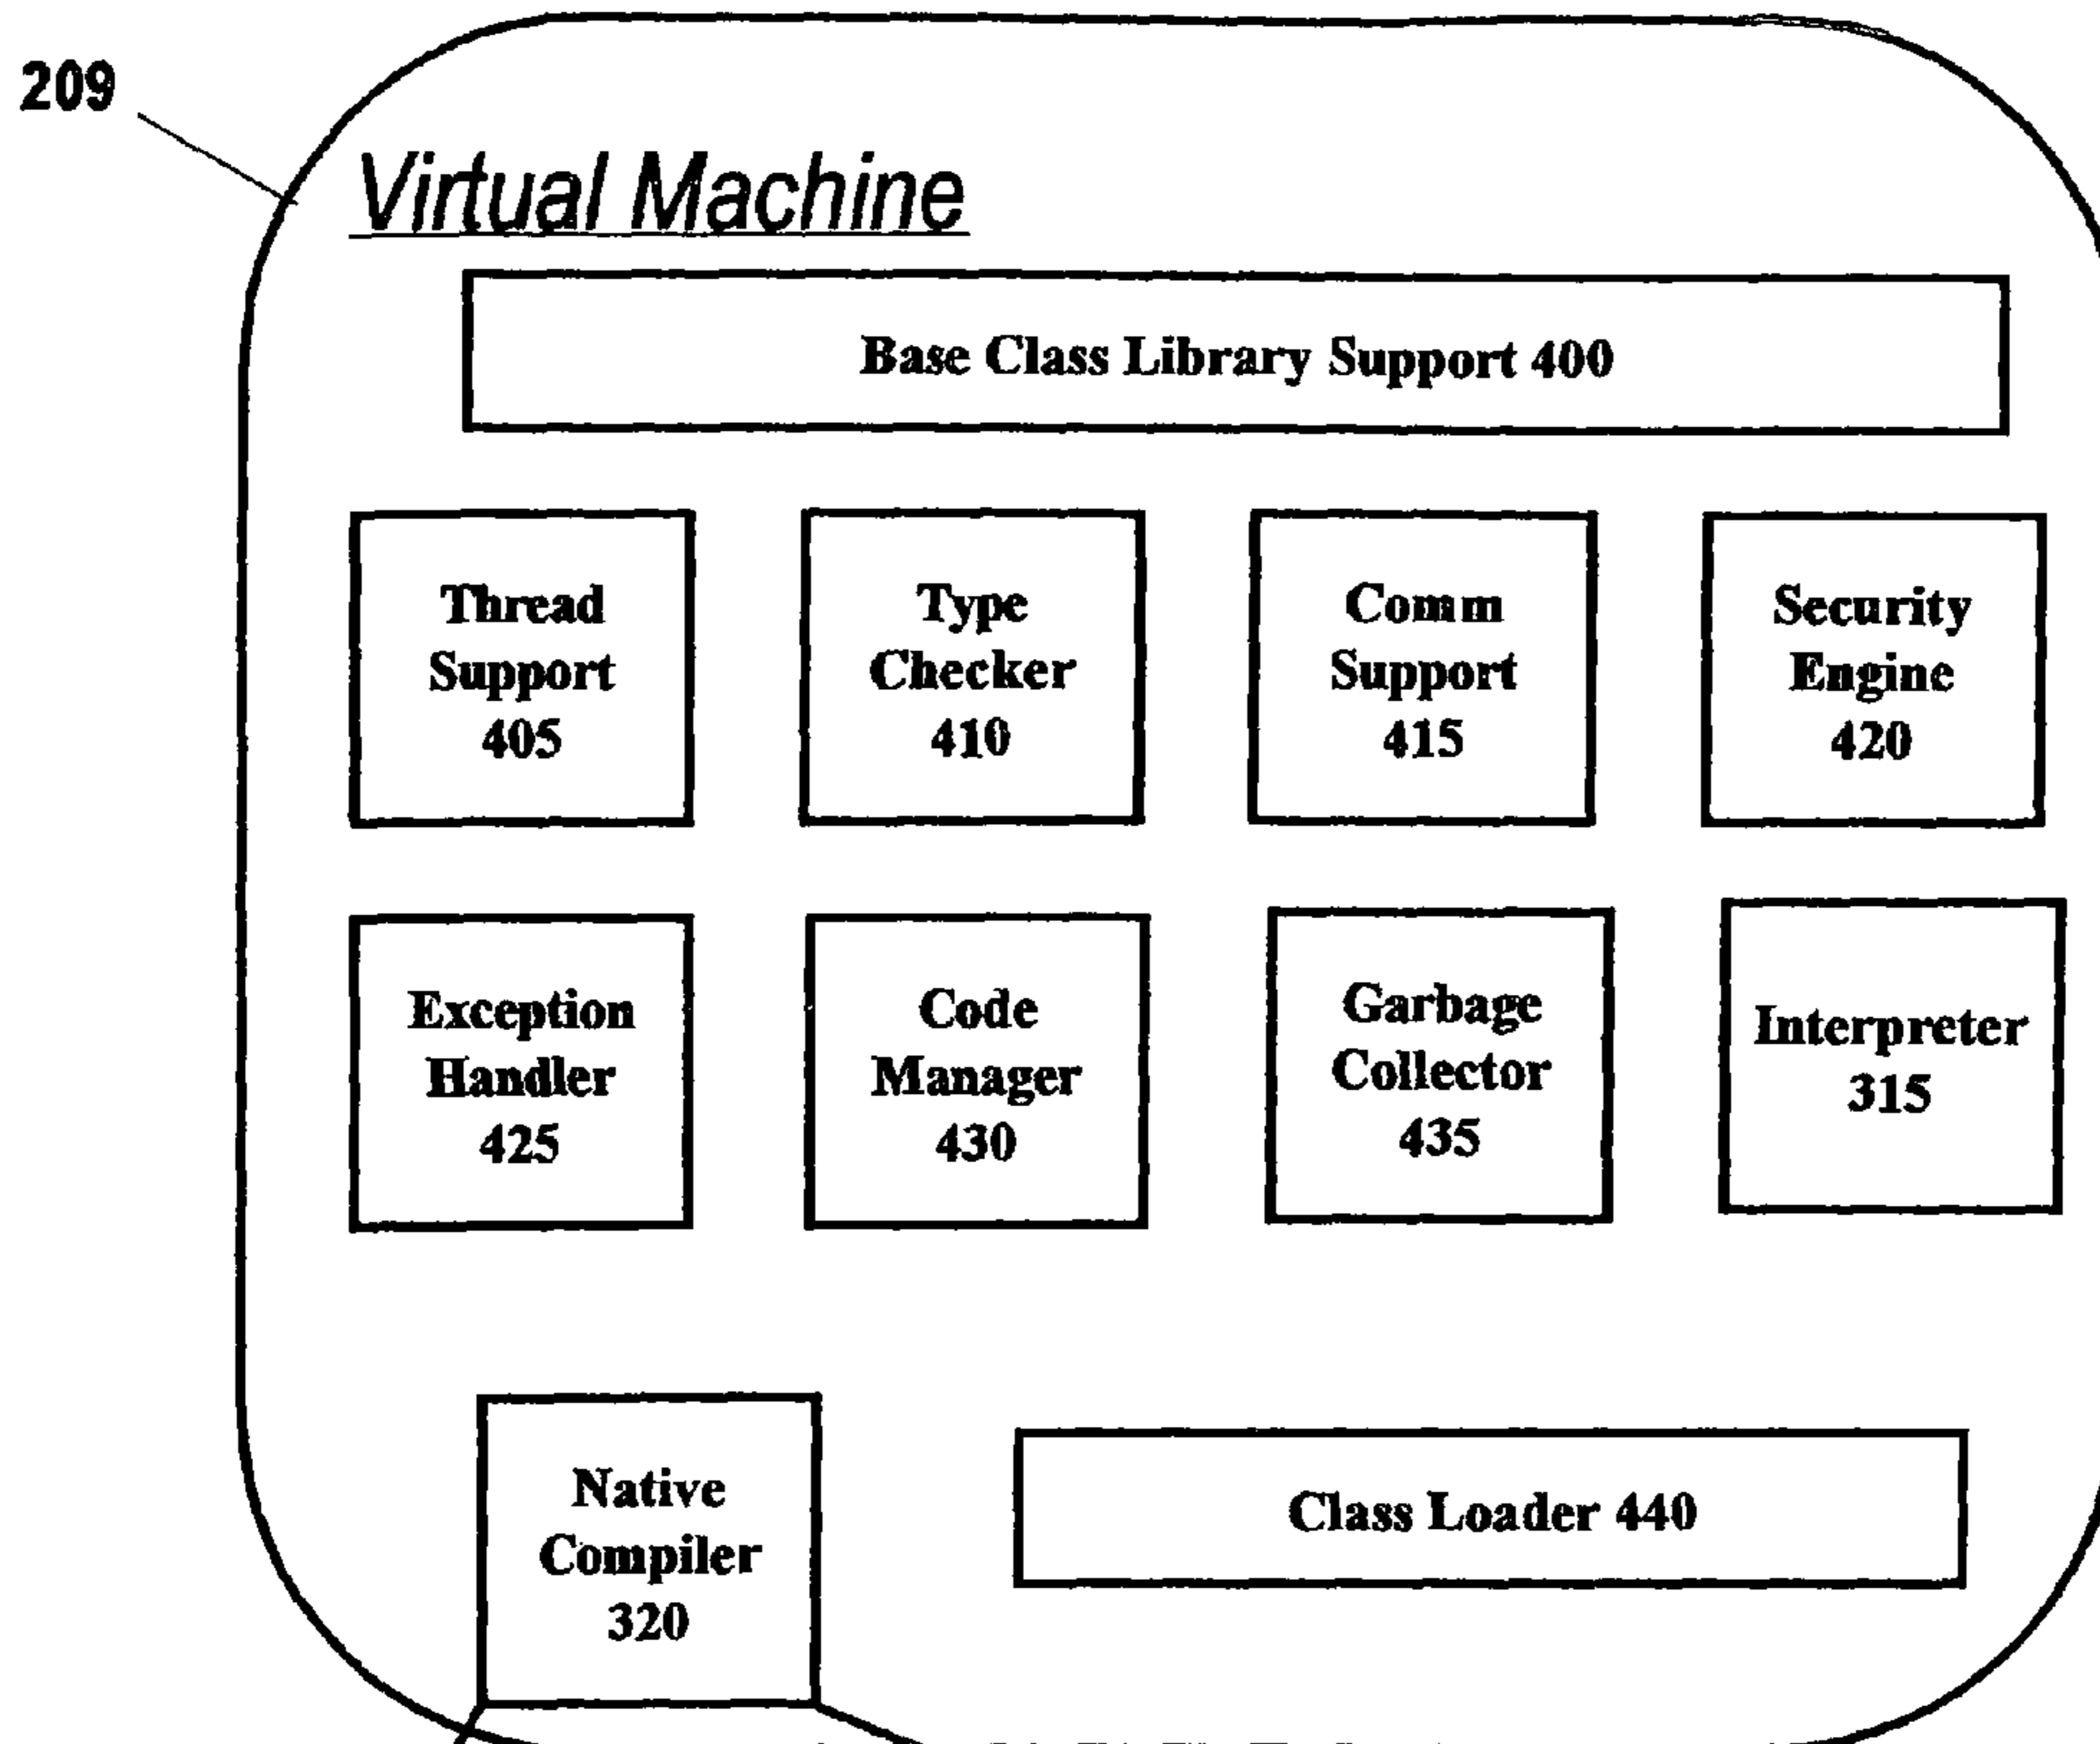 209
Virtual Machine
Base Class Library Support 400
Thread
Support
405
Type
Checker
410
Comm
Support
415
Security
Engine
420
Exception
Handler
425
Code
Manager
430
Garbage
Collector
435
Interpreter
315
Native
Compiler
320
Class Loader 440